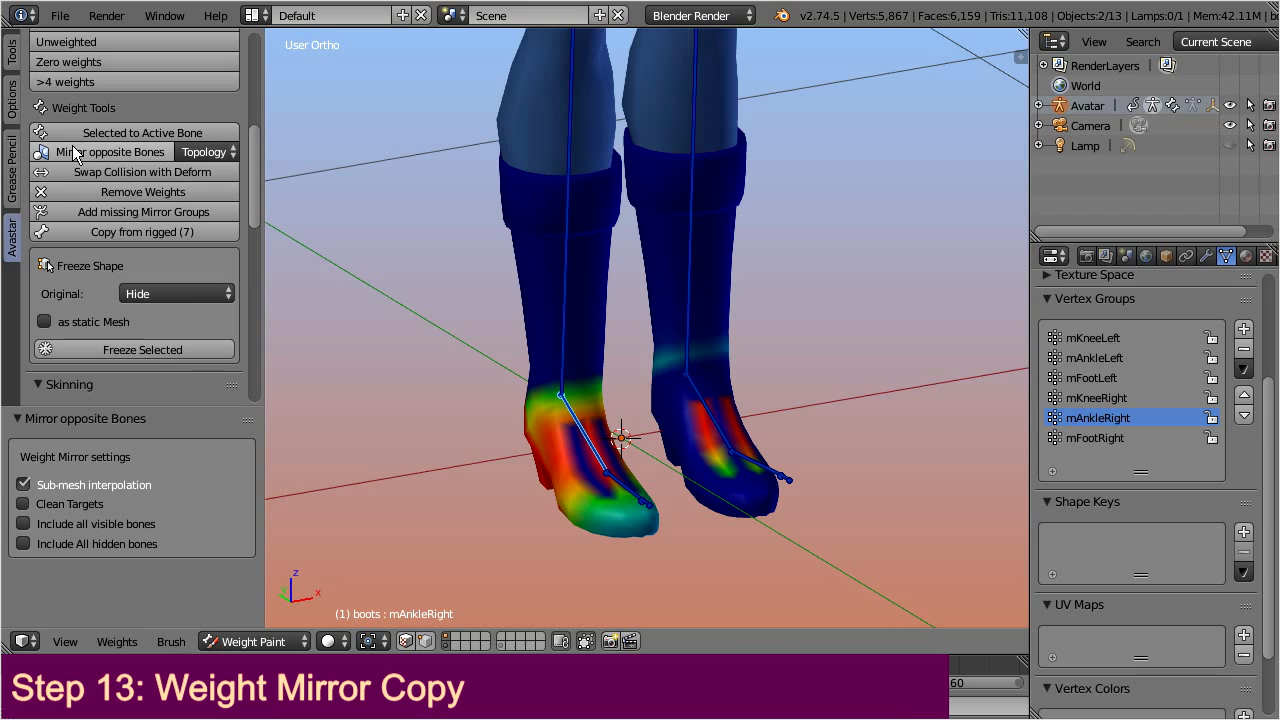 File Render Window Help Default Scene Blender Render v2.74.5 | Verts:5,867 | Faces:6,159 | Tris:11,108 | Objects:2/13 | Lamps:0/1 | Mem:42.11M | b
Tools
Options
Grease Pencil
Avastar
Unweighted
Zero weights
>4 weights
Weight Tools
Selected to Active Bone
Mirror opposite Bones Topology
Swap Collision with Deform
Remove Weights
Add missing Mirror Groups
Copy from rigged (7)
Freeze Shape
Original: Hide
as static Mesh
Freeze Selected
Skinning
Mirror opposite Bones
Weight Mirror settings
Sub-mesh interpolation
Clean Targets
Include all visible bones
Include All hidden bones
User Ortho
z
y
x
(1) boots : mAnkleRight
View Weights Brush Weight Paint
View Search Current Scene
RenderLayers
World
Avatar
Camera
Lamp
Texture Space
Vertex Groups
mKneeLeft
mAnkleLeft
mFootLeft
mKneeRight
mAnkleRight
mFootRight
Shape Keys
UV Maps
Vertex Colors
60
Step 13: Weight Mirror Copy